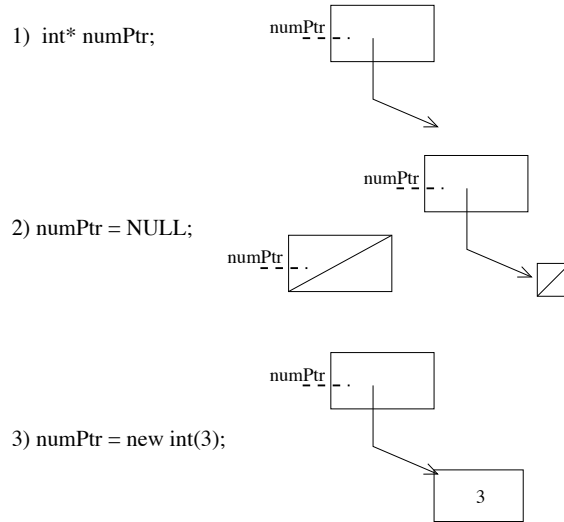 1) int* numPtr;
numPtr
numPtr
2) numPtr = NULL;
numPtr
numPtr
3) numPtr = new int(3);
3